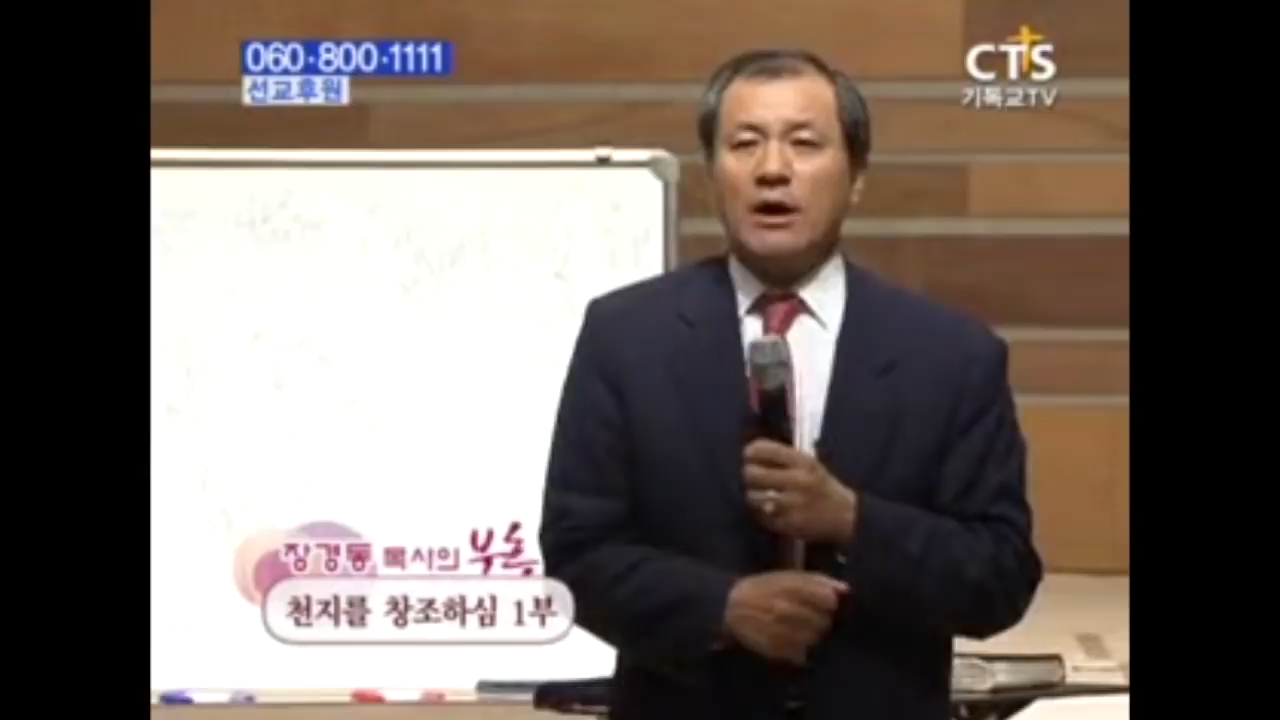 060·800·1111
선교후원
CTS
기독교TV
장경동 목사의 부흥
천지를 창조하심 1부